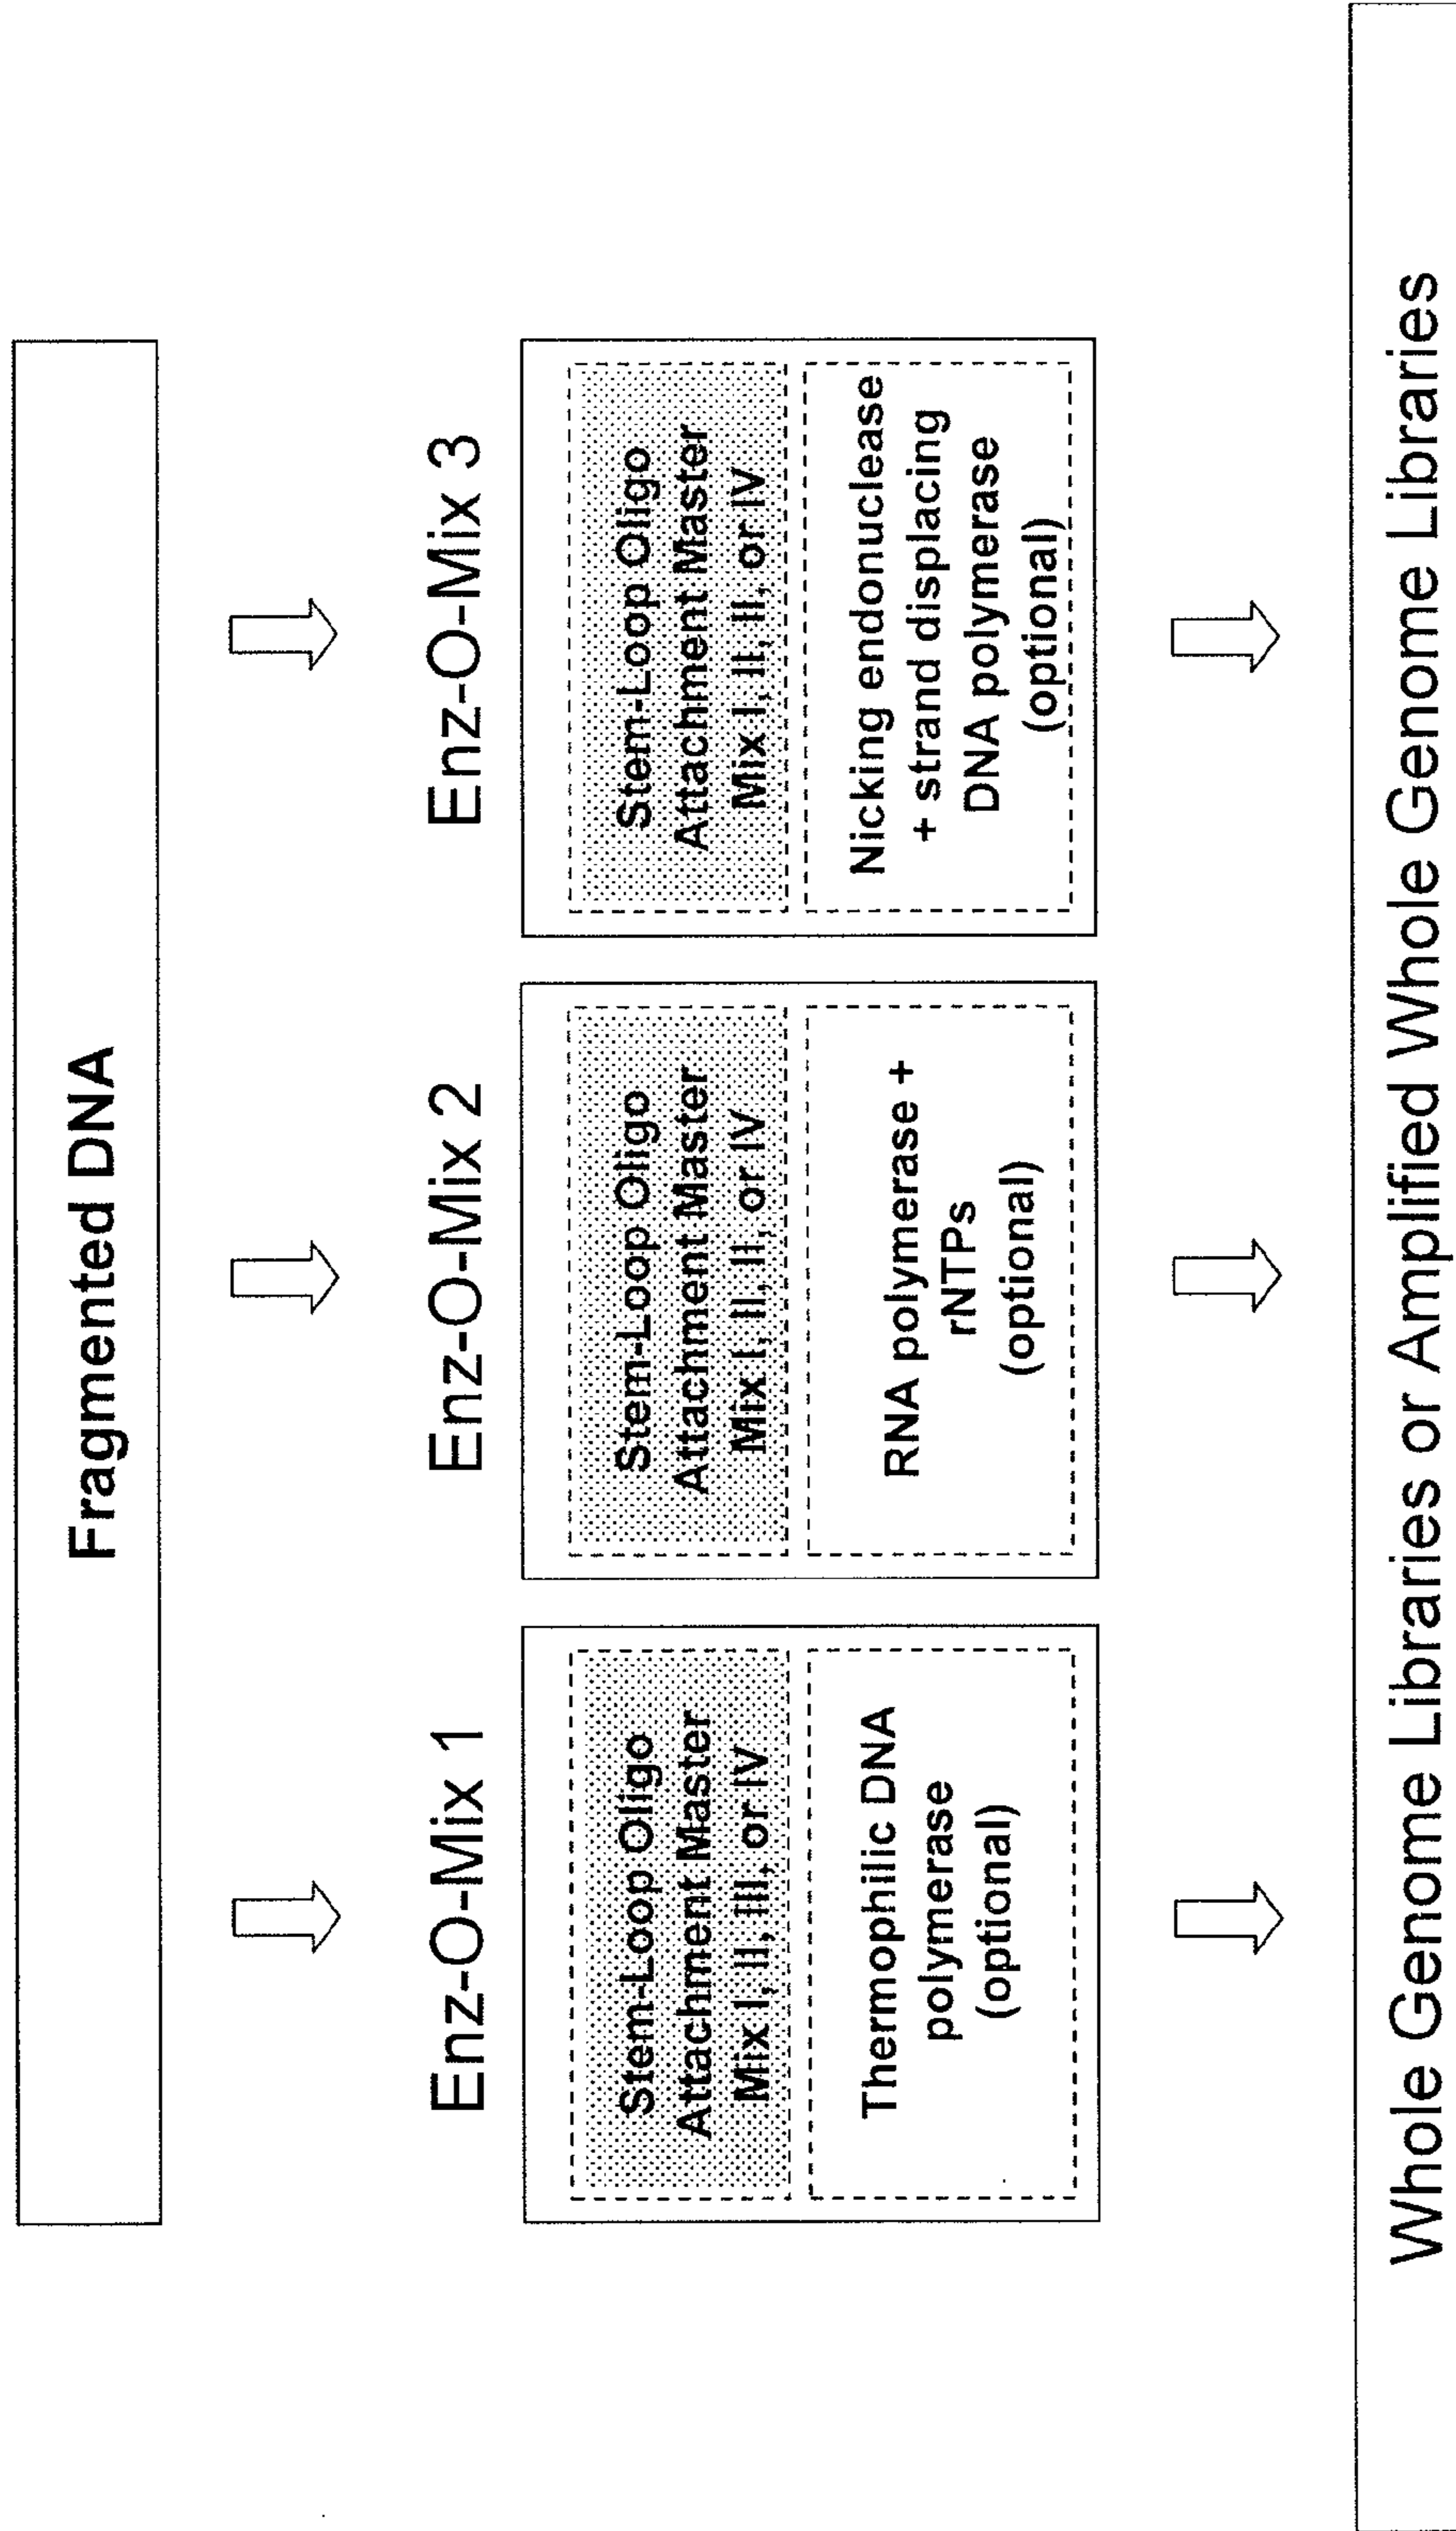 Fragmented DNA
Enz-O-Mix 1
Stem-Loop Oligo
Attachment Master
Mix I, II, III, or IV
Thermophilic DNA
polymerase
(optional)
Enz-O-Mix 2
Stem-Loop Oligo
Attachment Master
Mix I, II, II, or IV
RNA polymerase +
rNTPs
(optional)
Enz-O-Mix 3
Stem-Loop Oligo
Attachment Master
Mix I, II, II, or IV
Nicking endonuclease
+ strand displacing
DNA polymerase
(optional)
Whole Genome Libraries or Amplified Whole Genome Libraries